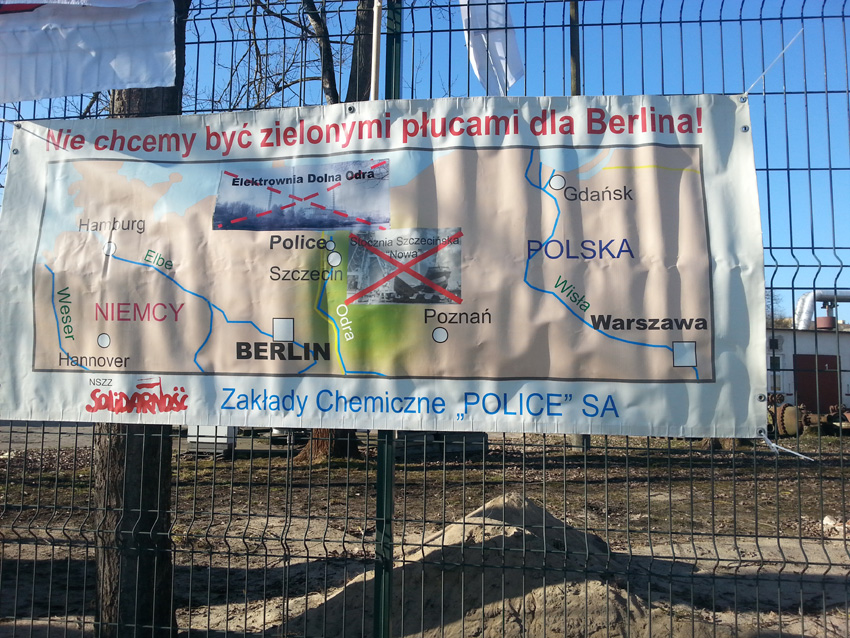 Nie chcemy być zielonymi płucami dla Berlina!
Elektrownia Dolna Odra
Gdańsk
Hamburg
Police
Stocznia Szczecińska
"Nowa"
POLSKA
Elbe
Szczecin
Weser
NIEMCY
Odra
Wisła
Poznań
Warszawa
Hannover
BERLIN
NSZZ
SOLIDARNOŚĆ
Zakłady Chemiczne „POLICE" SA
1